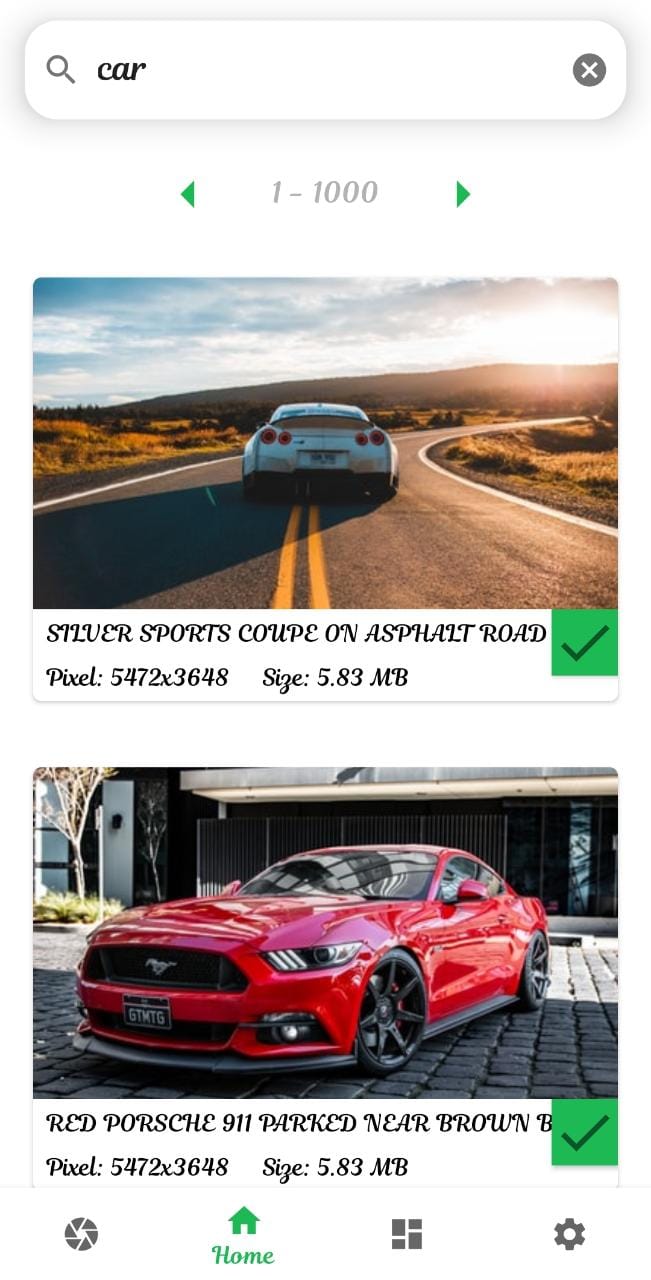 car
1 – 1000
SILVER SPORTS COUPE ON ASPHALT ROAD
Pixel: 5472x3648 Size: 5.83 MB
GTMTG
RED PORSCHE 911 PARKED NEAR BROWN B
Pixel: 5472x3648 Size: 5.83 MB
Home